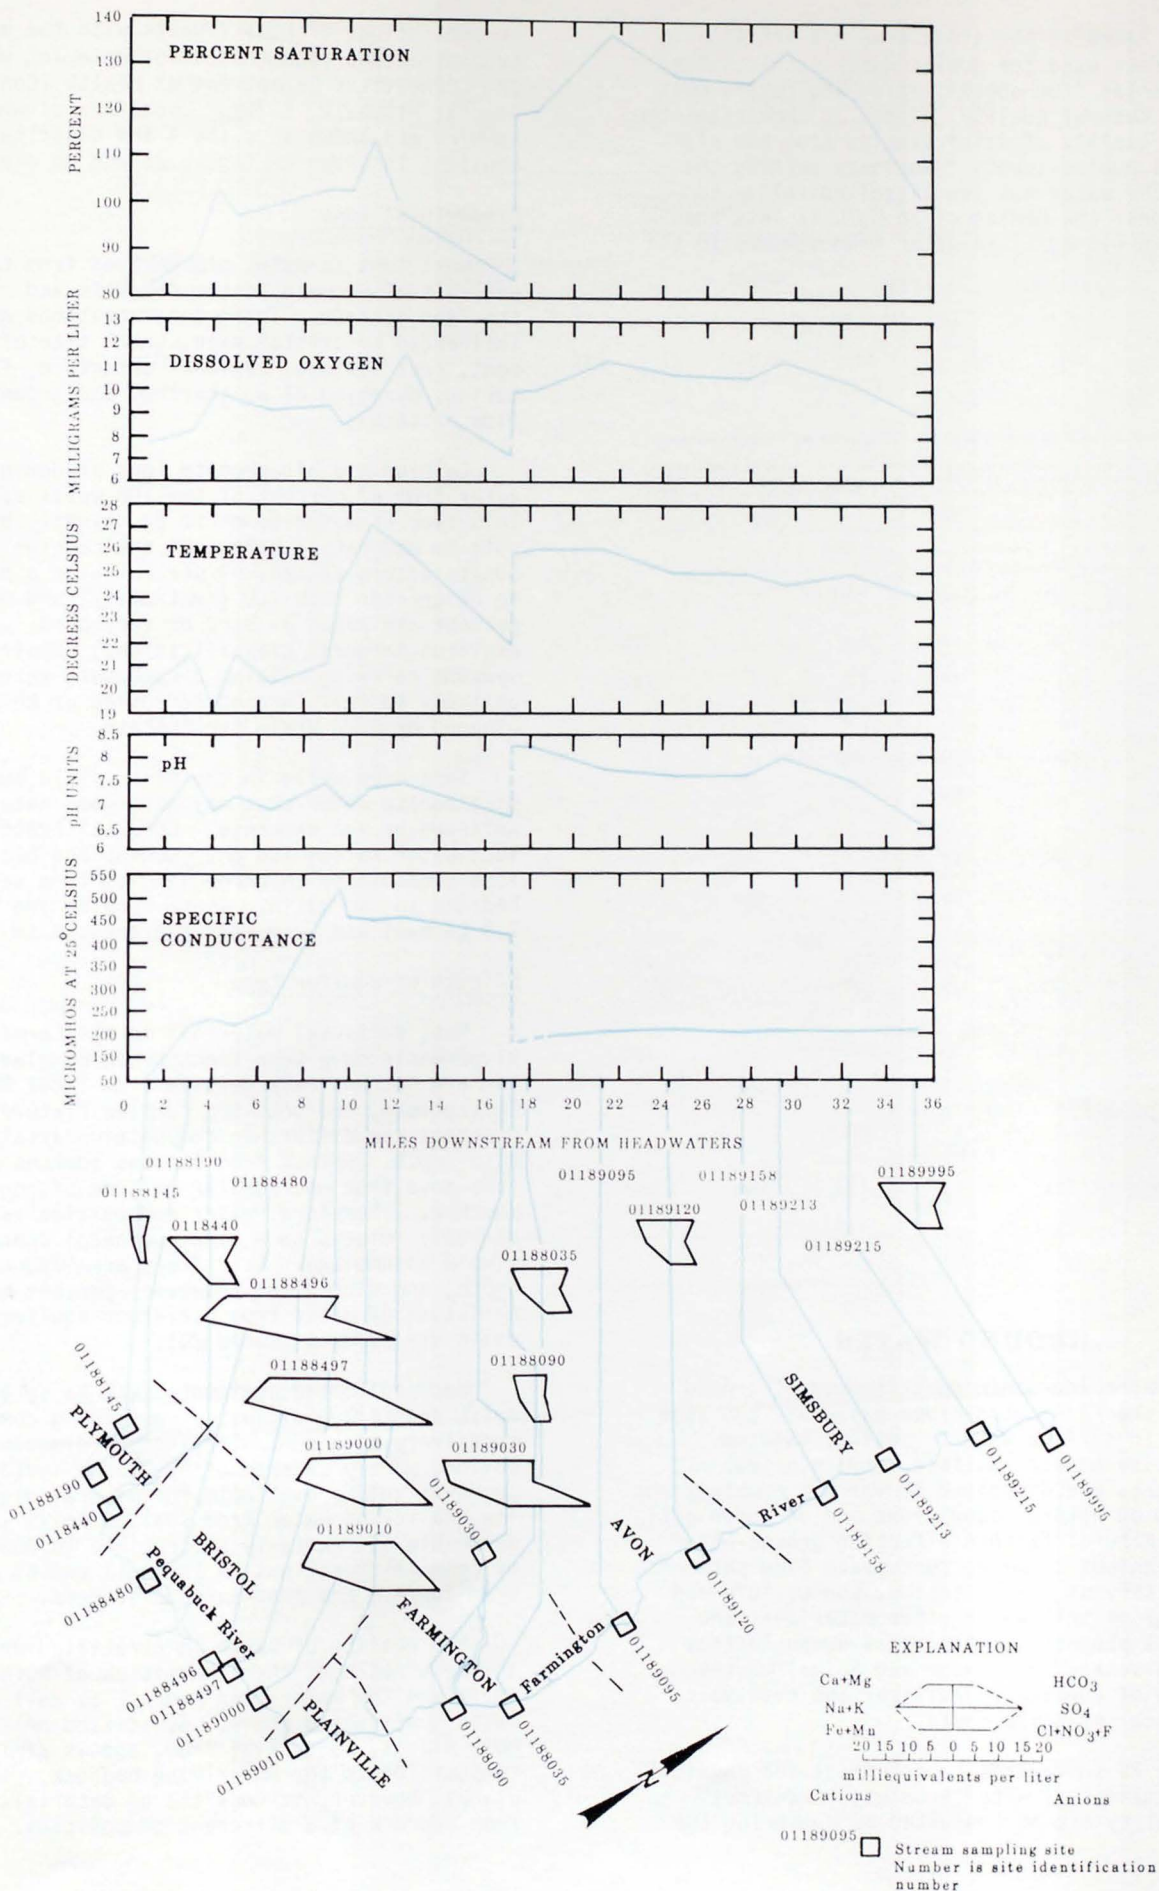 140
130
120
110
100
90
80
PERCENT
PERCENT SATURATION
13
12
11
10
9
8
7
6
MILLIGRAMS PER LITER
DISSOLVED OXYGEN
28
27
26
25
24
23
22
21
20
19
DEGREES CELSIUS
TEMPERATURE
8.5
8
7.5
7
6.5
6
pH UNITS
pH
550
500
450
400
350
300
250
200
150
50
MICROMHOS AT 25°CELSIUS
SPECIFIC
CONDUCTANCE
0 2 4 6 8 10 12 14 16 18 20 22 24 26 28 30 32 34 36
MILES DOWNSTREAM FROM HEADWATERS
01188190
01188145
01188480
0118440
01188496
01188497
01189000
01189010
01189030
01188035
01188090
01189095
01189158
01189120
01189213
01189215
01189995
01188145
PLYMOUTH
01188190
0118440
BRISTOL
01188480
Pequabuck River
01188496
01188497
01189000
01189010
PLAINVILLE
FARMINGTON
01189030
01188090
01188035
Farmington
River
AVON
01189095
01189120
SIMSBURY
01189158
01189213
01189215
01189995
N
EXPLANATION
Ca+Mg HCO3
Na+K SO4
Fe+Mn Cl+NO3+F
20 15 10 5 0 5 10 15 20
milliequivalents per liter
Cations Anions
01189095
Stream sampling site
Number is site identification
number